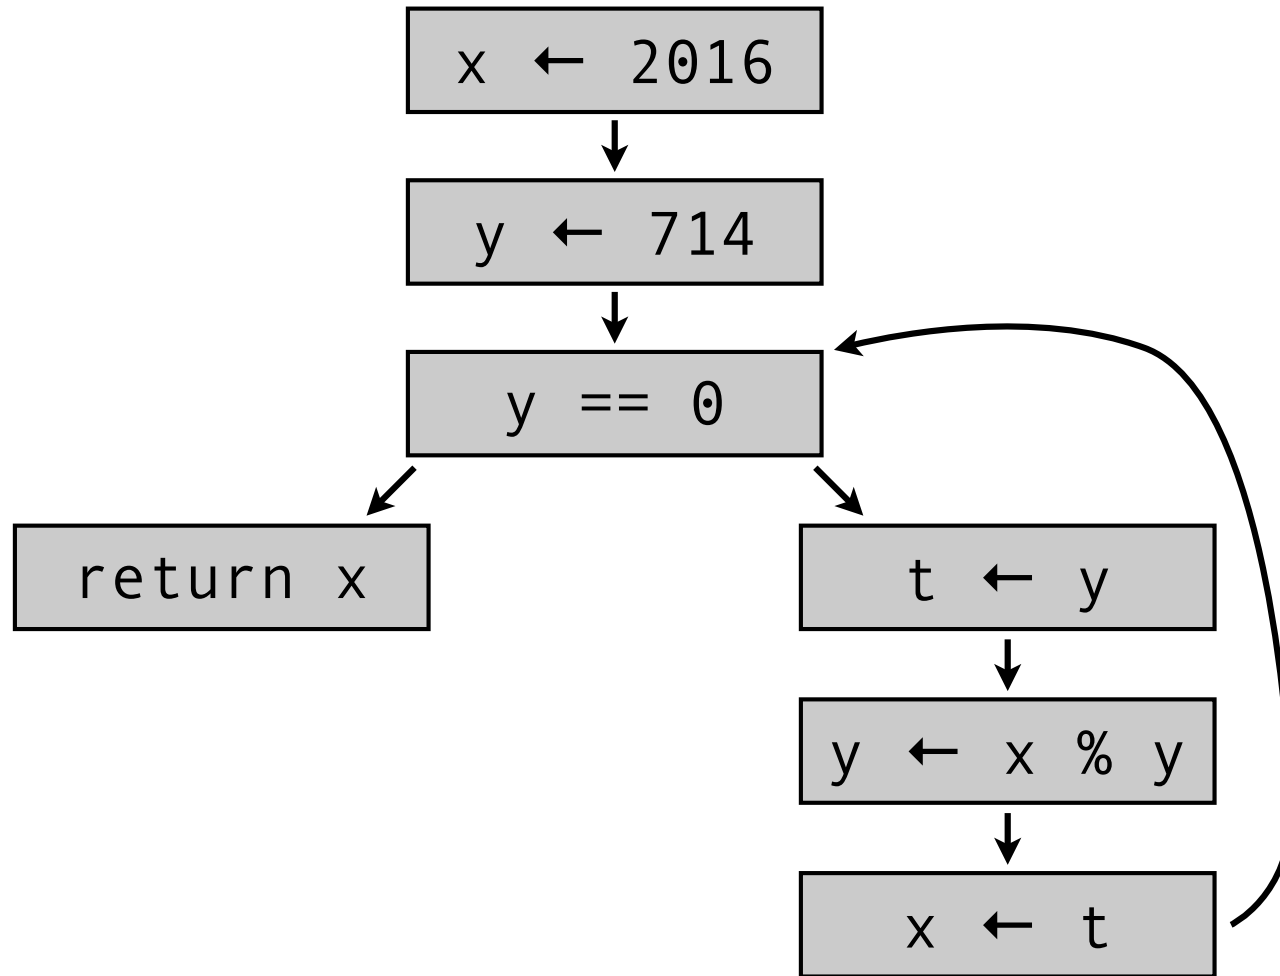 x ← 2016
y ← 714
y == 0
return x
t ← y
y ← x % y
x ← t